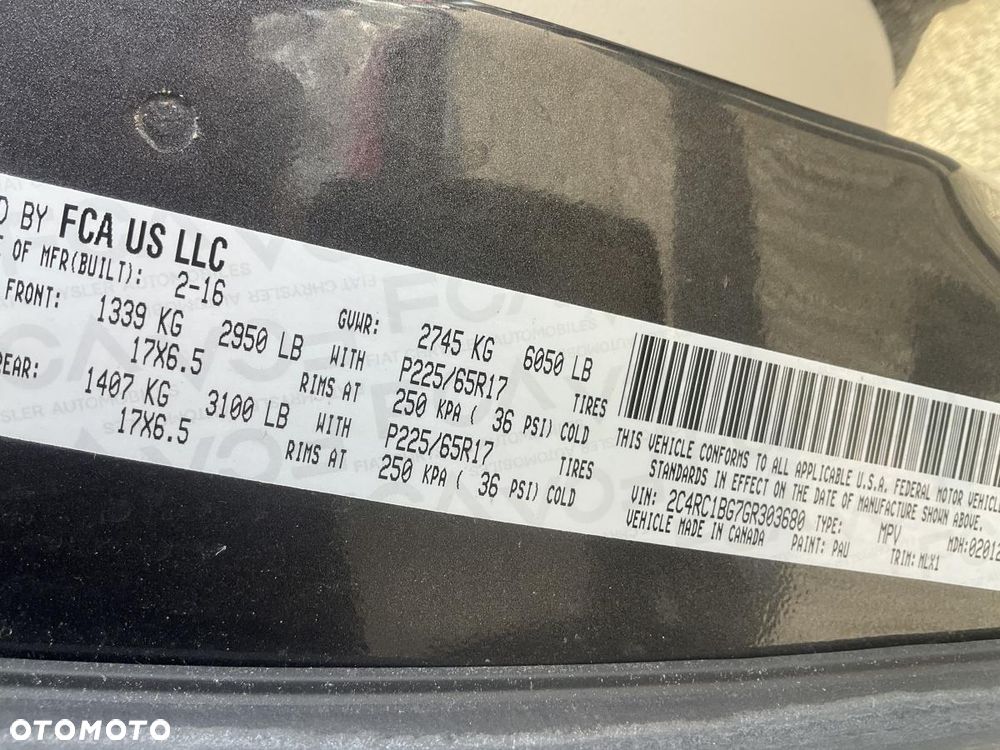 D BY FCA US LLC
E OF MFR(BUILT): 2-16 GVWR: 2745 KG 6050 LB
FRONT: 1339 KG 2950 LB WITH P225/65R17 TIRES
17X6.5 RIMS AT 250 KPA ( 36 PSI) COLD
REAR: 1407 KG 3100 LB WITH P225/65R17 TIRES
17X6.5 RIMS AT 250 KPA ( 36 PSI) COLD
THIS VEHICLE CONFORMS TO ALL APPLICABLE U.S.A. FEDERAL MOTOR VEHICLE
STANDARDS IN EFFECT ON THE DATE OF MANUFACTURE SHOWN ABOVE.
VIN: 2C4RC1BG7GR303680 TYPE: MPV MDH:02012
VEHICLE MADE IN CANADA PAINT: PAU TRIM: MLX1
OTOMOTO